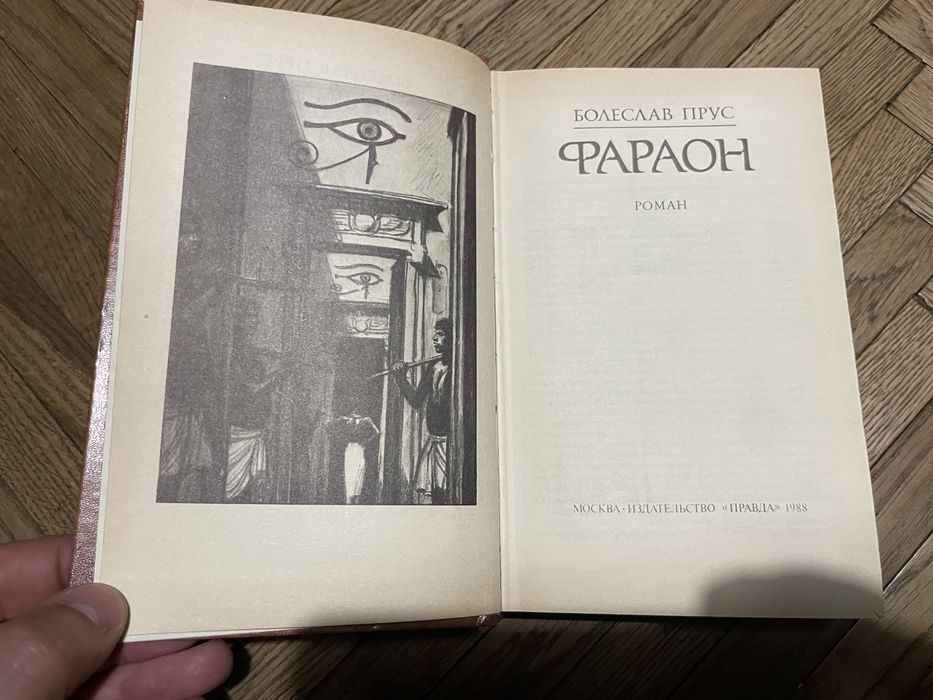 БОЛЕСЛАВ ПРУС
ФАРАОН
РОМАН
МОСКВА · ИЗДАТЕЛЬСТВО «ПРАВДА» 1988